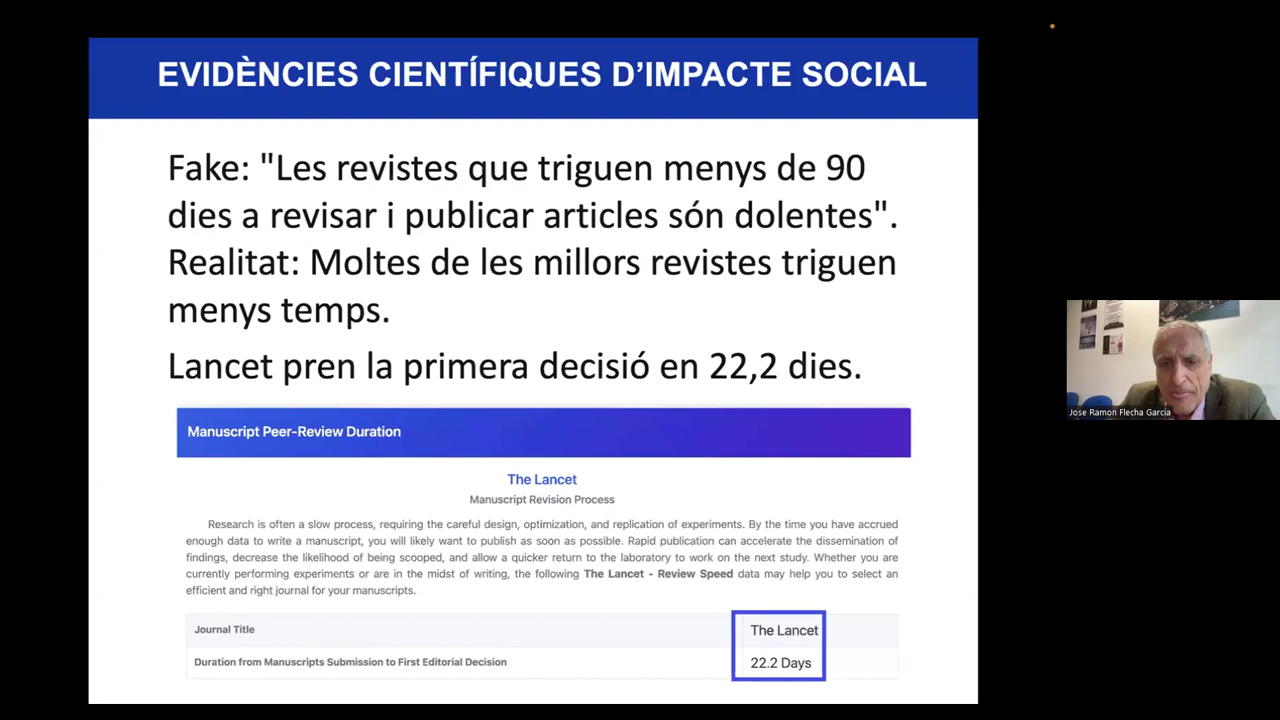 EVIDÈNCIES CIENTÍFIQUES D'IMPACTE SOCIAL
Fake: "Les revistes que triguen menys de 90
dies a revisar i publicar articles són dolentes".
Realitat: Moltes de les millors revistes triguen
menys temps.
Lancet pren la primera decisió en 22,2 dies.
Manuscript Peer-Review Duration
The Lancet
Manuscript Revision Process
Research is often a slow process, requiring the careful design, optimization, and replication of experiments. By the time you have accrued
enough data to write a manuscript, you will likely want to publish as soon as possible. Rapid publication can accelerate the dissemination of
findings, decrease the likelihood of being scooped, and allow a quicker return to the laboratory to work on the next study. Whether you are
currently performing experiments or are in the midst of writing, the following The Lancet - Review Speed data may help you to select an
efficient and right journal for your manuscripts.
Journal Title The Lancet
Duration from Manuscripts Submission to First Editorial Decision 22.2 Days
Jose Ramon Flecha Garcia